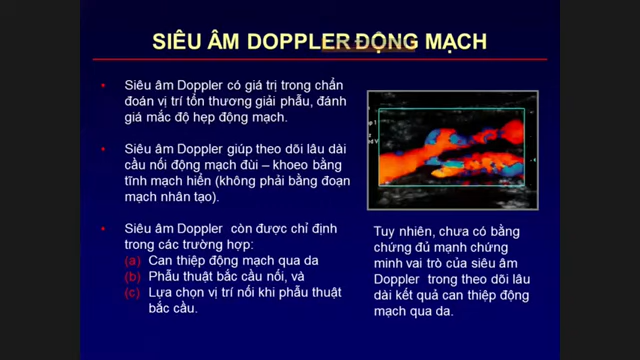 SIÊU ÂM DOPPLER ĐỘNG MẠCH
• Siêu âm Doppler có giá trị trong chẩn
đoán vị trí tổn thương giải phẫu, đánh
giá mắc độ hẹp động mạch.
• Siêu âm Doppler giúp theo dõi lâu dài
cầu nối động mạch đùi – khoeo bằng
tĩnh mạch hiển (không phải bằng đoạn
mạch nhân tạo).
• Siêu âm Doppler còn được chỉ định
trong các trường hợp:
(a) Can thiệp động mạch qua da
(b) Phẫu thuật bắc cầu nối, và
(c) Lựa chọn vị trí nối khi phẫu thuật
bắc cầu.
Tuy nhiên, chưa có bằng
chứng đủ mạnh chứng
minh vai trò của siêu âm
Doppler trong theo dõi lâu
dài kết quả can thiệp động
mạch qua da.